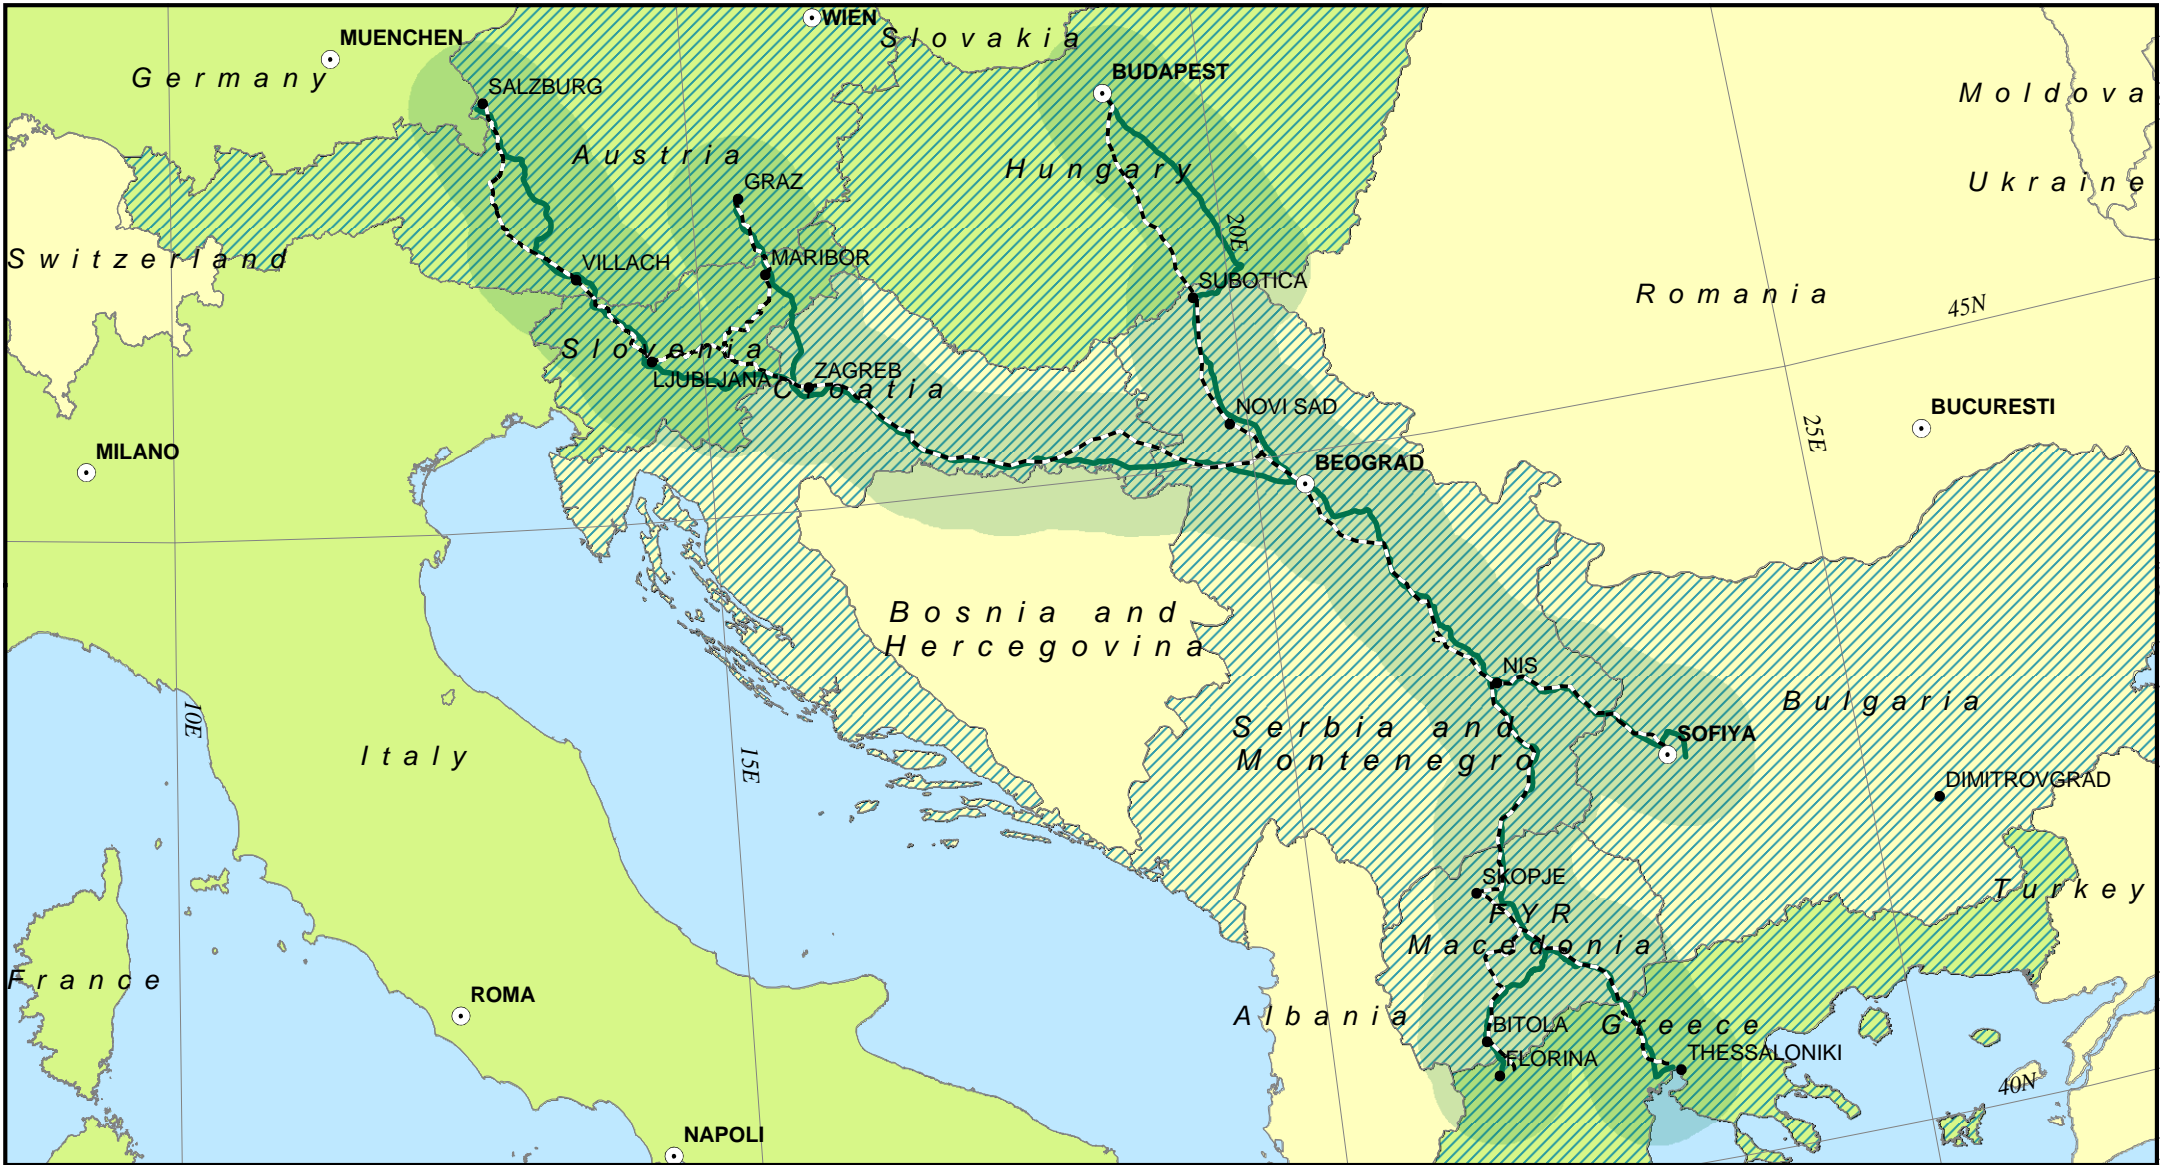 WIEN
MUENCHEN
Slovakia
Germany
SALZBURG
BUDAPEST
Moldova
Austria
Hungary
GRAZ
Ukraine
20E
Switzerland
VILLACH
MARIBOR
SUBOTICA
Romania
45N
Slovenia
LJUBLJANA
ZAGREB
Croatia
NOVI SAD
BUCURESTI
25E
MILANO
BEOGRAD
Bosnia and
Hercegovina
NIS
Bulgaria
10E
Serbia and
Montenegro
SOFIYA
Italy
15E
DIMITROVGRAD
SKOPJE
Turkey
FYR
Macedonia
France
ROMA
Albania
BITOLA
Greece
FLORINA
THESSALONIKI
40N
NAPOLI